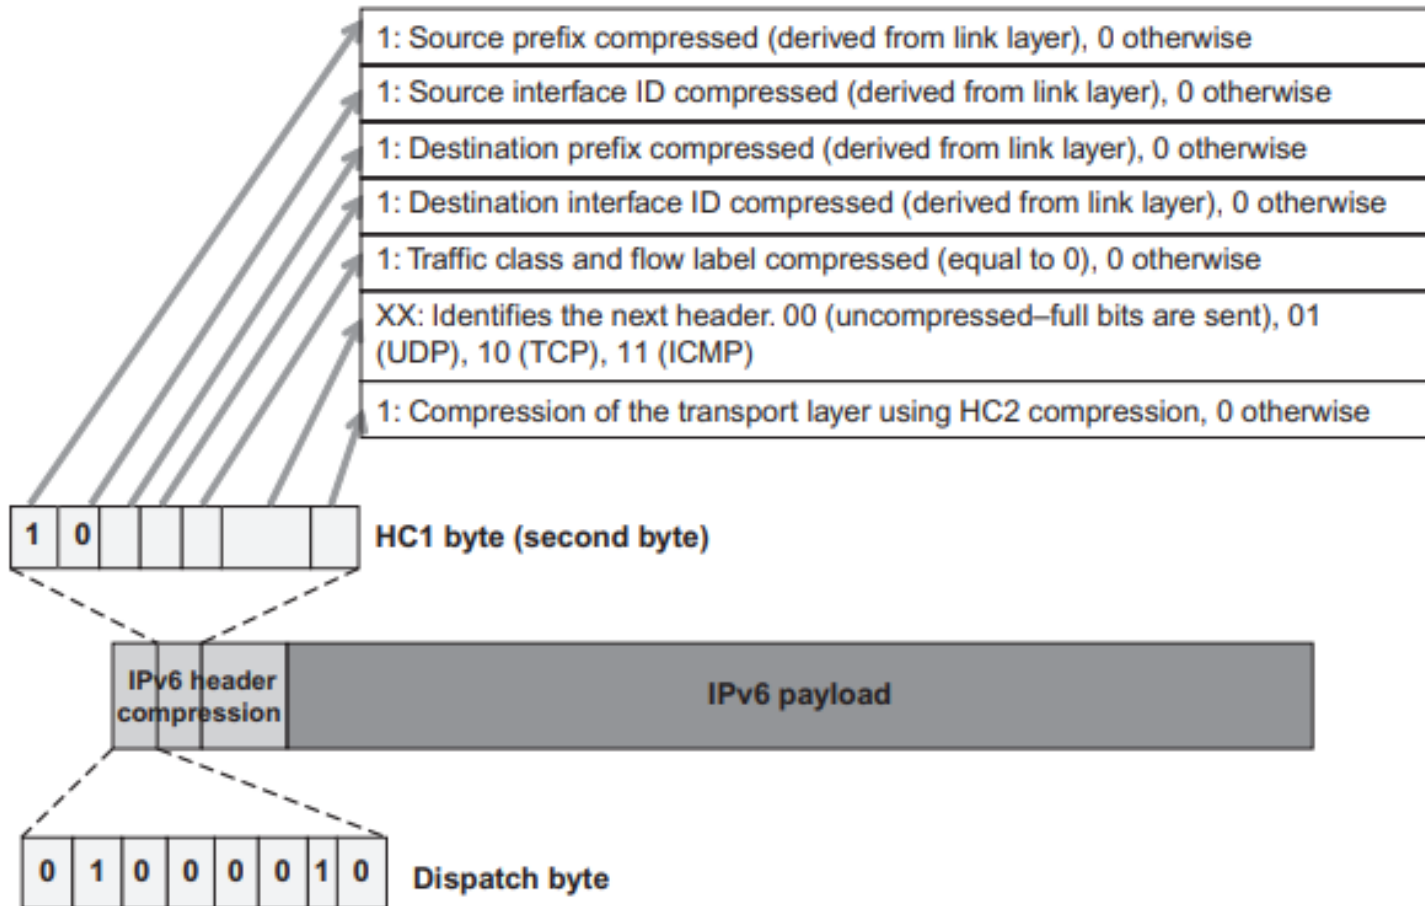 1: Source prefix compressed (derived from link layer), 0 otherwise
1: Source interface ID compressed (derived from link layer), 0 otherwise
1: Destination prefix compressed (derived from link layer), 0 otherwise
1: Destination interface ID compressed (derived from link layer), 0 otherwise
1: Traffic class and flow label compressed (equal to 0), 0 otherwise
XX: Identifies the next header. 00 (uncompressed–full bits are sent), 01
(UDP), 10 (TCP), 11 (ICMP)
1: Compression of the transport layer using HC2 compression, 0 otherwise
1 0 HC1 byte (second byte)
IPv6 header
compression
IPv6 payload
0 1 0 0 0 0 1 0 Dispatch byte